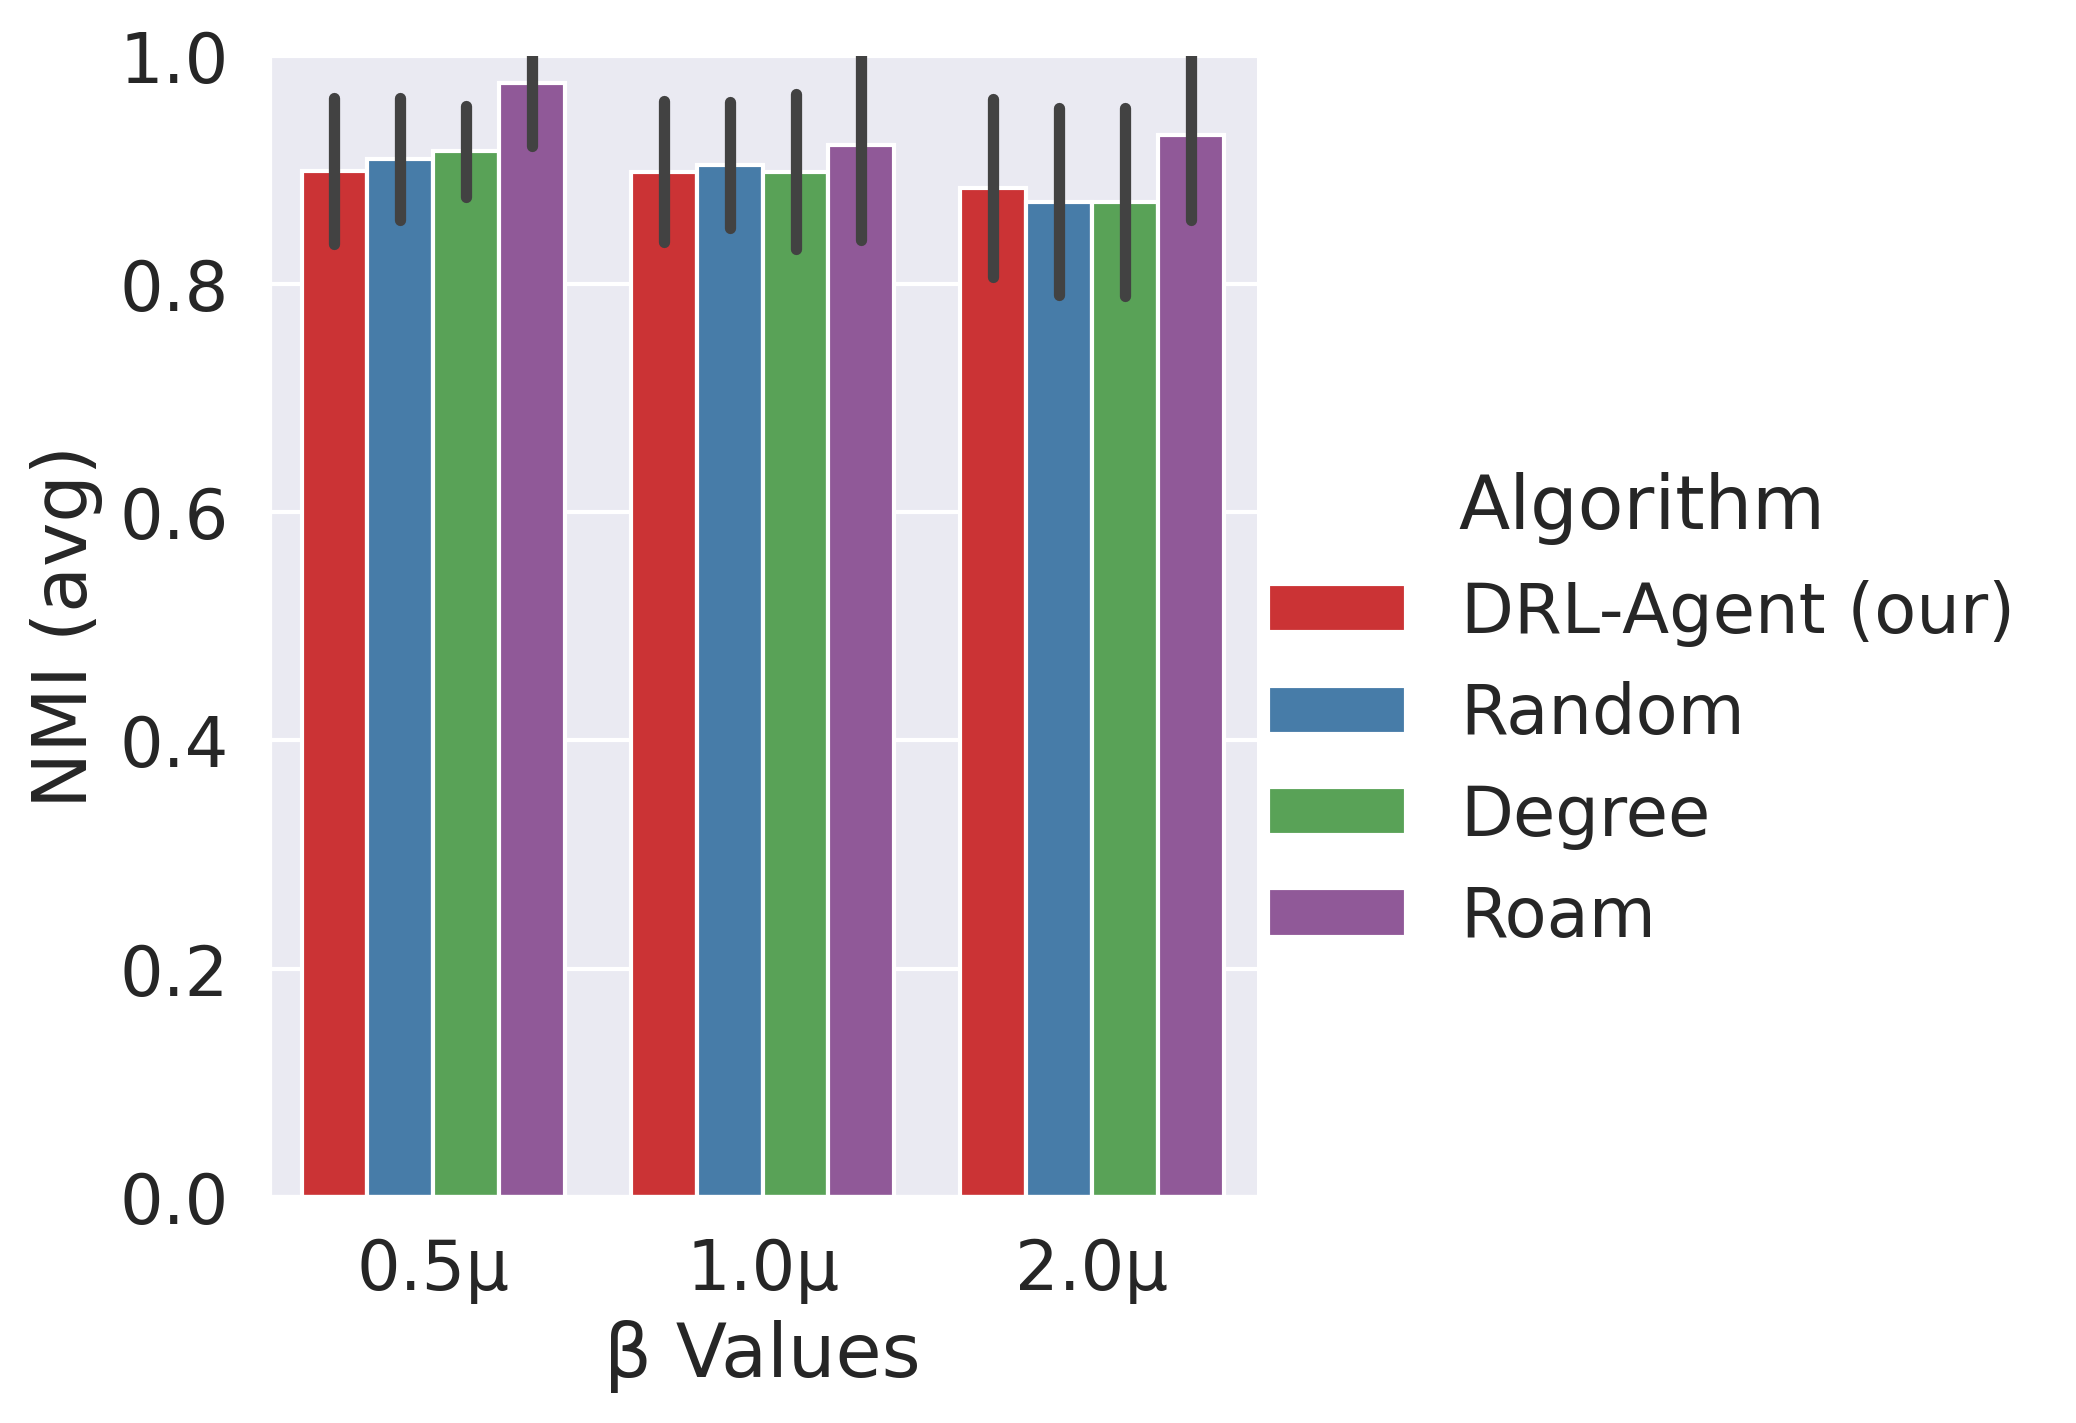 1.0
0.8
0.6
0.4
0.2
0.0
NMI (avg)
0.5μ 1.0μ 2.0μ
β Values
Algorithm
DRL-Agent (our)
Random
Degree
Roam